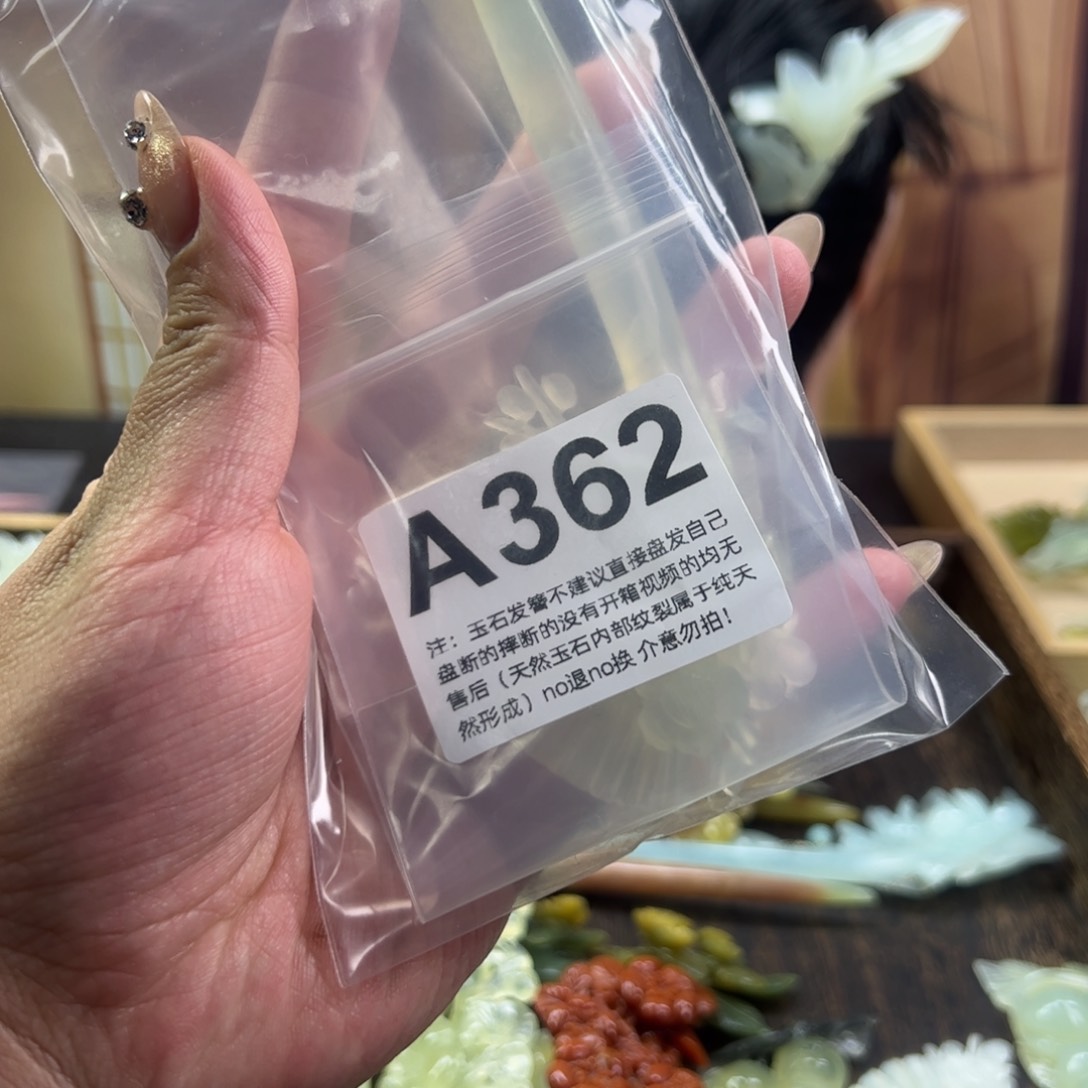 A362
注：玉石发簪不建议直接盘发自己
盘断的摔断的没有开箱视频的均无
售后（天然玉石内部纹裂属于纯天
然形成）no退no换 介意勿拍！